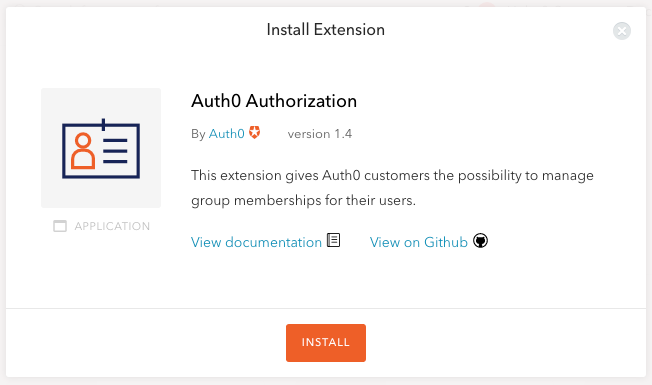 Install Extension
Auth0 Authorization
By Auth0 version 1.4
This extension gives Auth0 customers the possibility to manage
group memberships for their users.
APPLICATION
View documentation View on Github
INSTALL